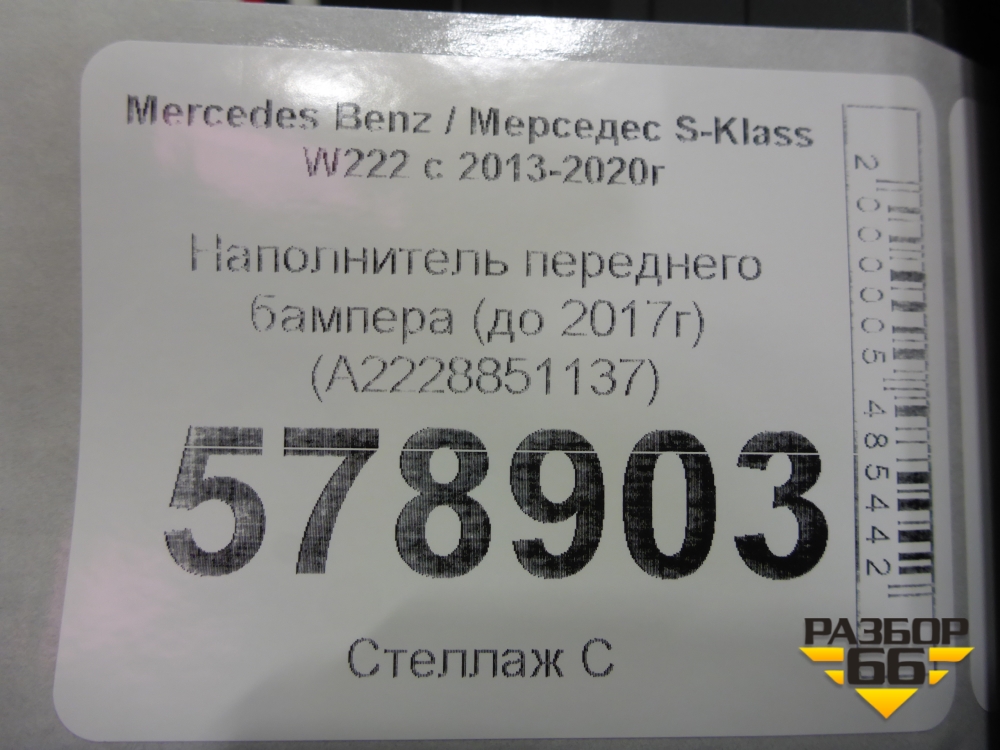 Mercedes Benz / Мерседес S-Klass
W222 с 2013-2020г
Наполнитель переднего
бампера (до 2017г)
(A2228851137)
578903
Стеллаж С
2000005485442
РАЗБОР
66